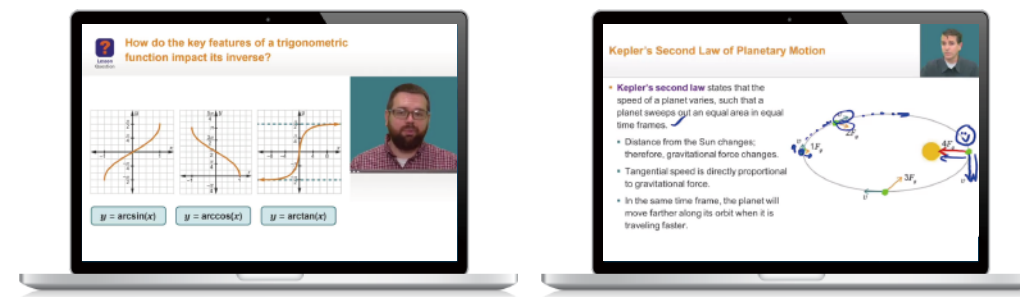 ?
Lesson
Question
How do the key features of a trigonometric
function impact its inverse?
y = arcsin(x)
y = arccos(x)
y = arctan(x)
Kepler's Second Law of Planetary Motion
• Kepler's second law states that the
speed of a planet varies, such that a
planet sweeps out an equal area in equal
time frames.
• Distance from the Sun changes;
therefore, gravitational force changes.
• Tangential speed is directly proportional
to gravitational force.
• In the same time frame, the planet will
move farther along its orbit when it is
traveling faster.
2Fg
1Fg
4Fg
3Fg
v
v